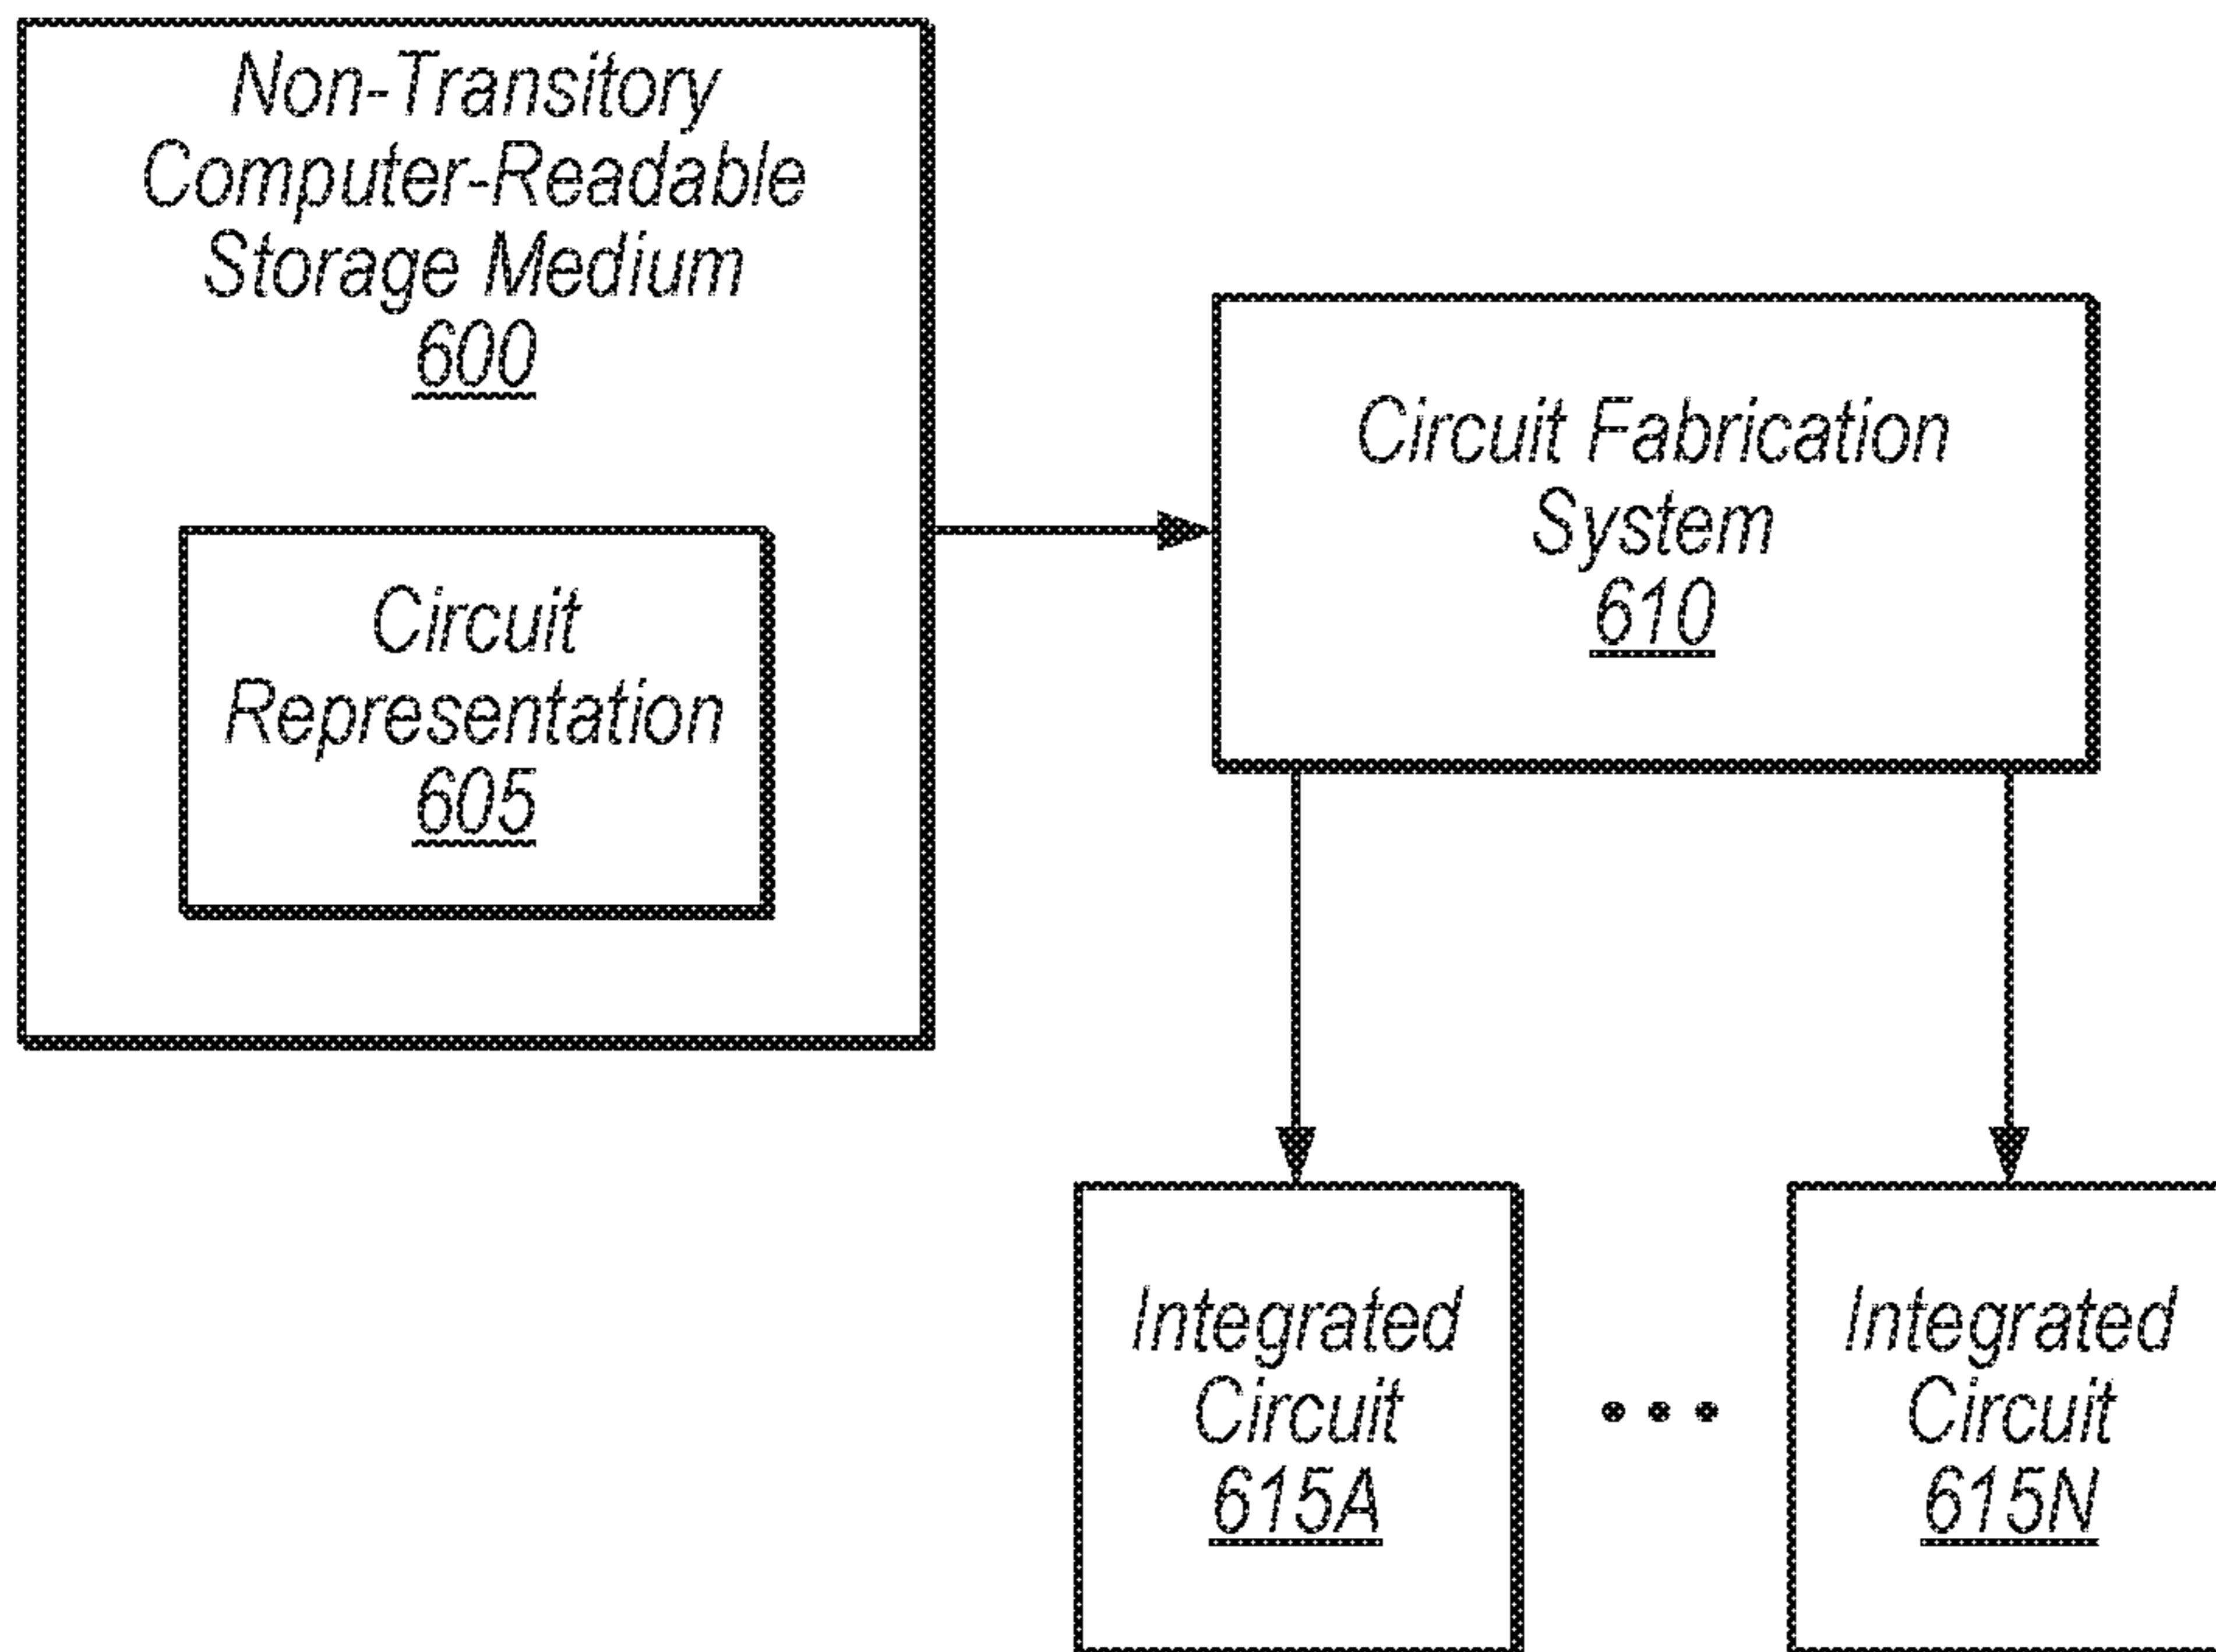 Non-Transitory
Computer-Readable
Storage Medium
600
Circuit
Representation
605
Circuit Fabrication
System
610
Integrated
Circuit
615A
Integrated
Circuit
615N